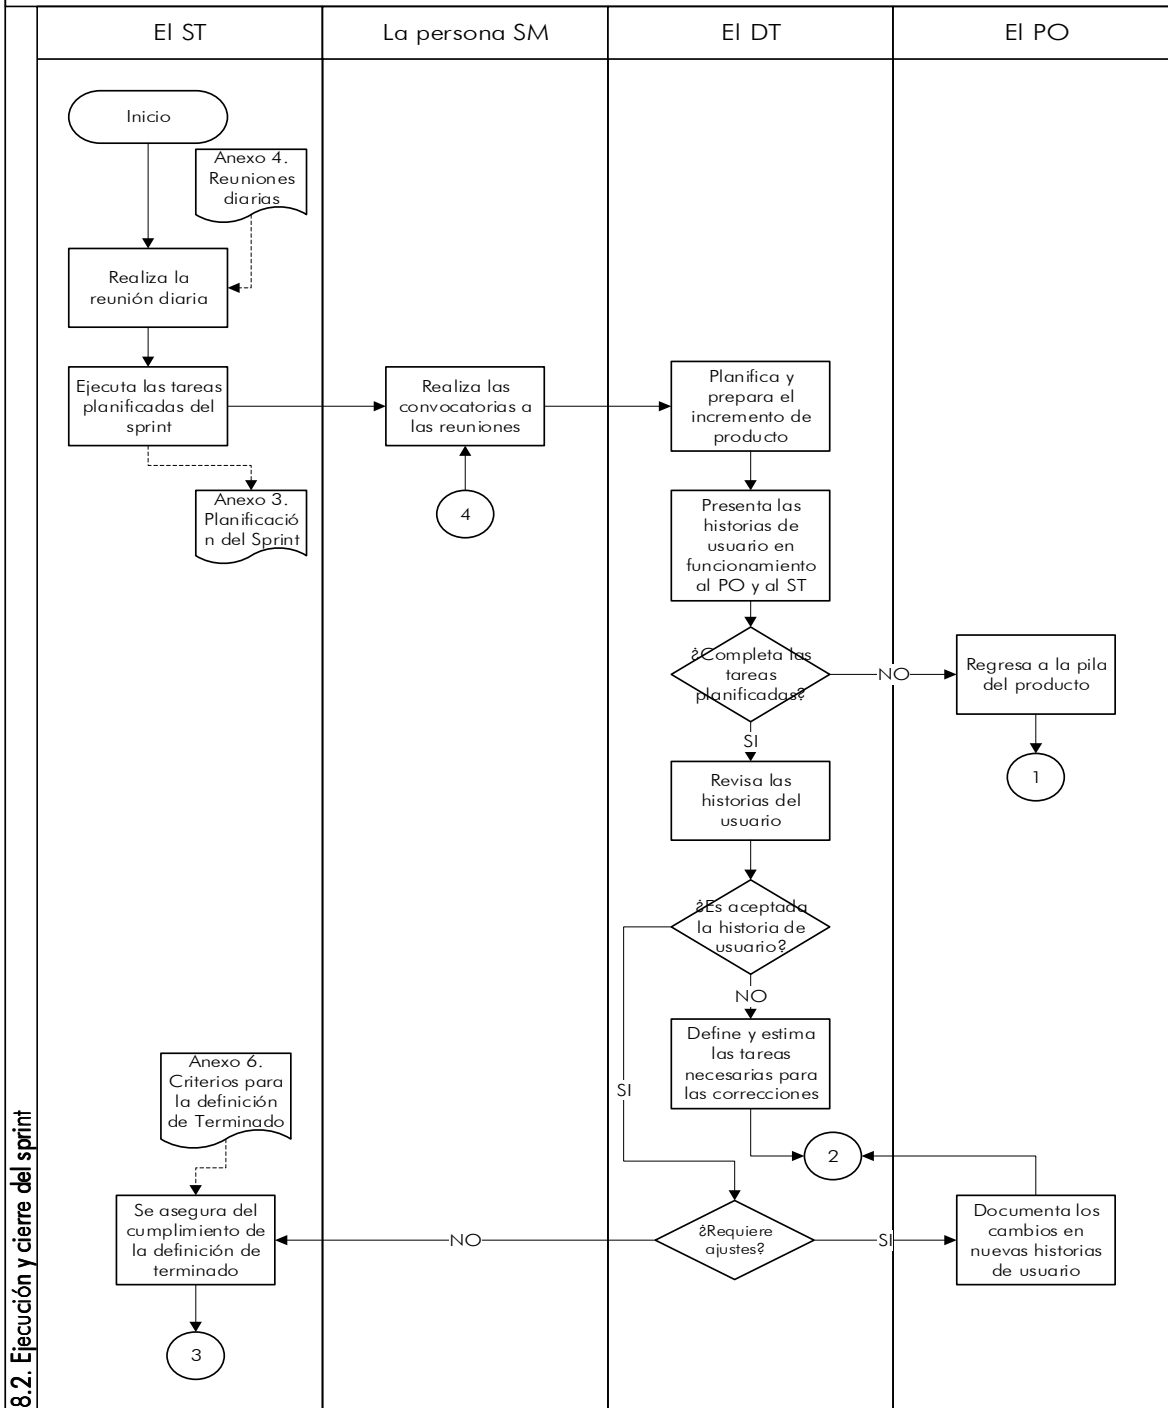 El ST
La persona SM
El DT
El PO
Inicio
Anexo 4.
Reuniones
diarias
Realiza la
reunión diaria
Ejecuta las tareas
planificadas del
sprint
Realiza las
convocatorias a
las reuniones
Planifica y
prepara el
incremento de
producto
Anexo 3.
Planificació
n del Sprint
4
Presenta las
historias de
usuario en
funcionamiento
al PO y al ST
¿Completa las
tareas
planificadas?
NO
Regresa a la pila
del producto
SI
1
Revisa las
historias del
usuario
¿Es aceptada
la historia de
usuario?
NO
SI
Define y estima
las tareas
necesarias para
las correcciones
Anexo 6.
Criterios para
la definición
de Terminado
2
Se asegura del
cumplimiento de
la definición de
terminado
NO
¿Requiere
ajustes?
SI
Documenta los
cambios en
nuevas historias
de usuario
3
8.2. Ejecución y cierre del sprint